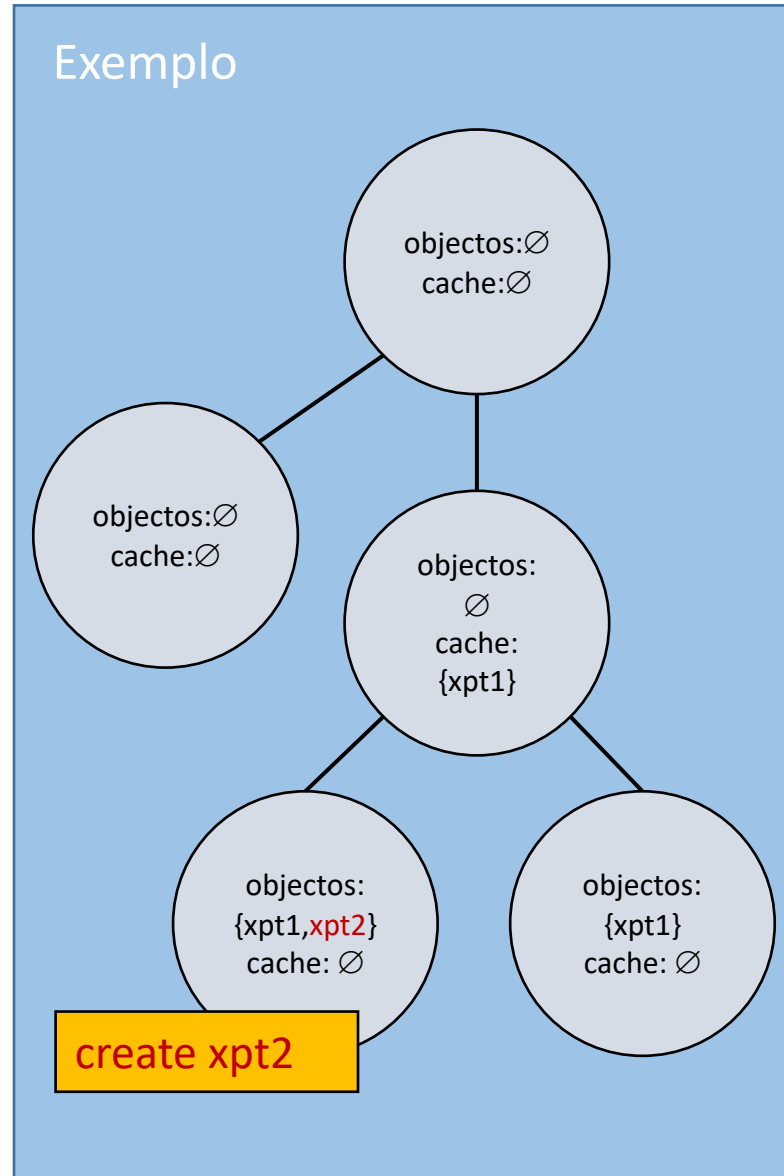 Exemplo
objectos:∅
cache:∅
objectos:∅
cache:∅
objectos:
∅
cache:
{xpt1}
objectos:
{xpt1,xpt2}
cache: ∅
objectos:
{xpt1}
cache: ∅
create xpt2